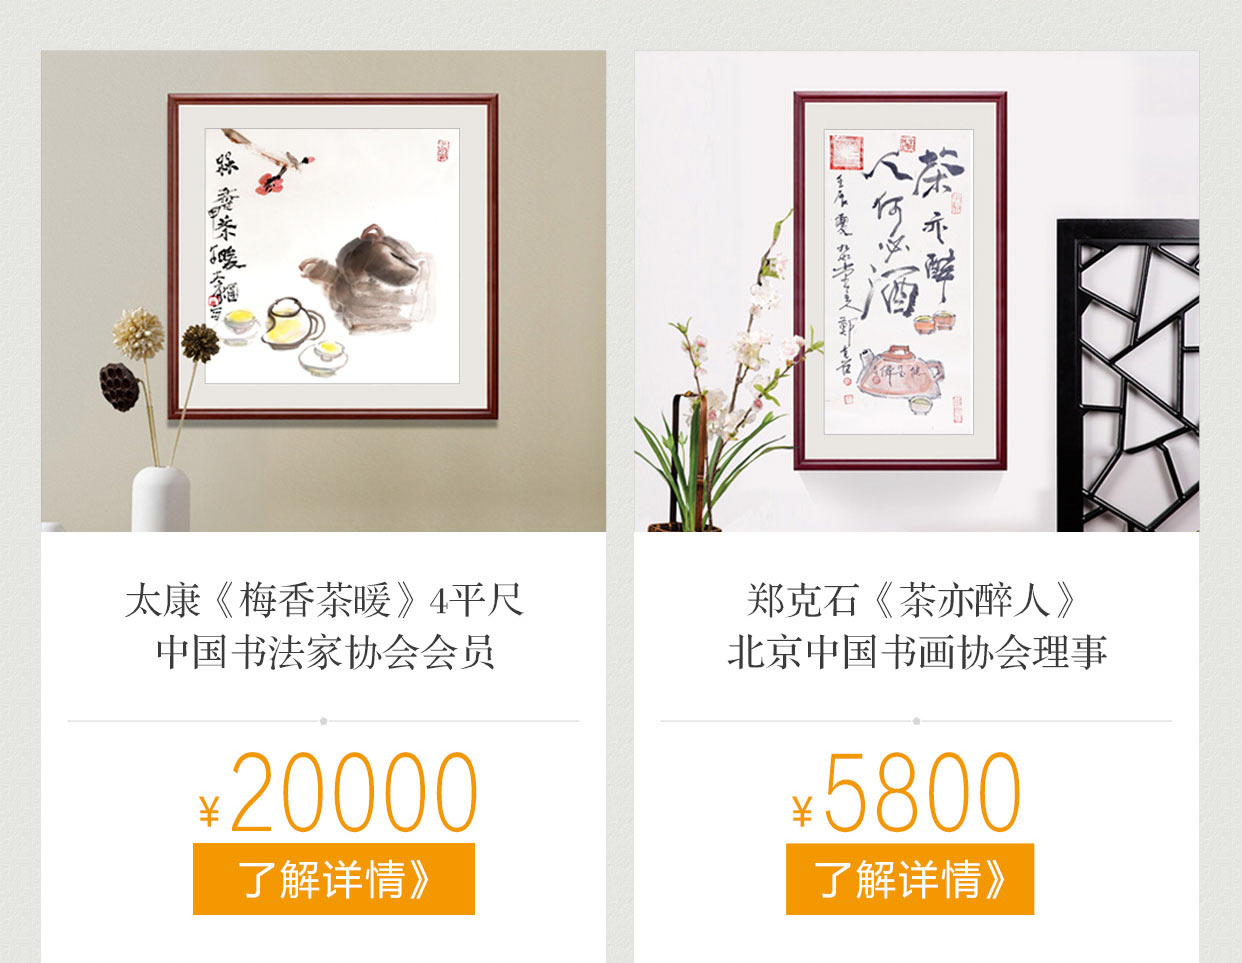 茶亦醉
人何必
酒
太康《梅香茶暖》4平尺
中国书法家协会会员
¥20000
了解详情》
郑克石《茶亦醉人》
北京中国书画协会理事
¥5800
了解详情》